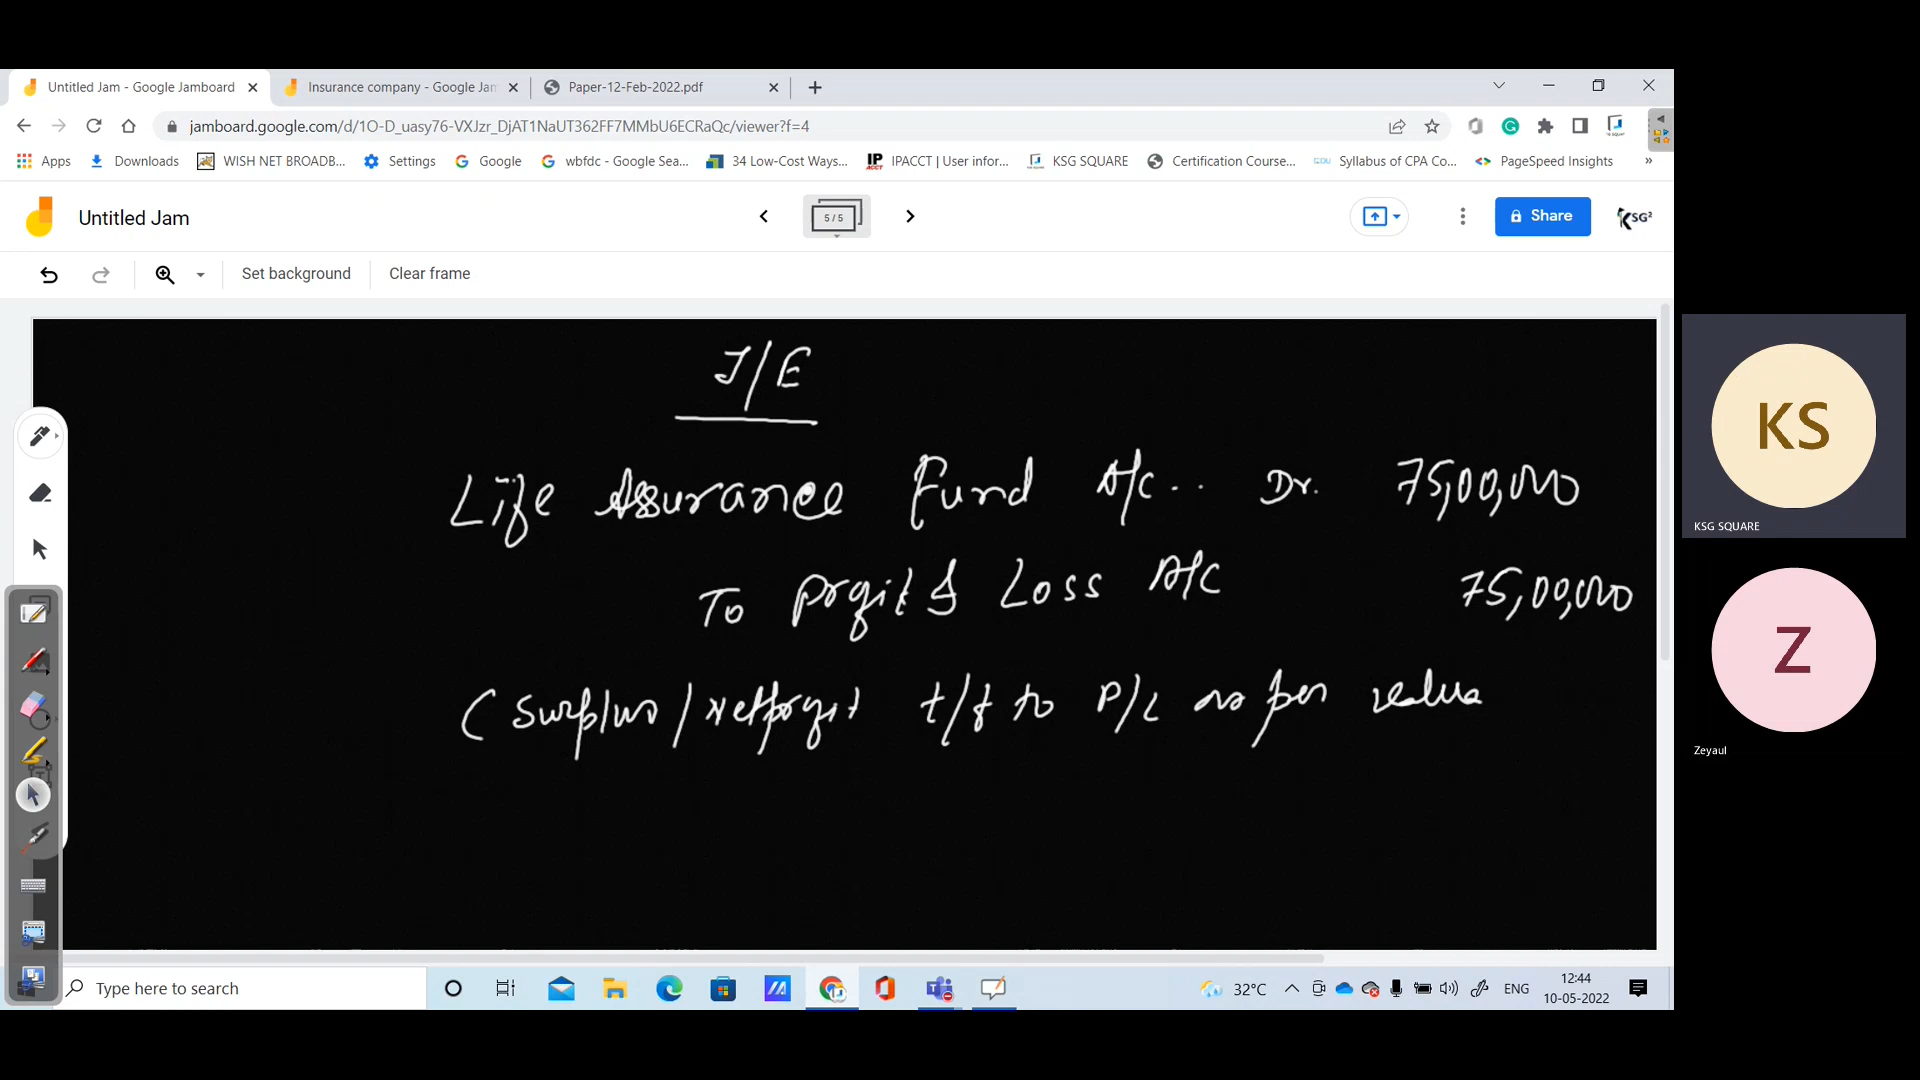 Untitled Jam - Google Jamboard
Insurance company - Google Jam
Paper-12-Feb-2022.pdf
jamboard.google.com/d/1O-D_uasy76-VXJzr_DjAT1NaUT362FF7MMbU6ECRaQc/viewer?f=4
Apps Downloads WISH NET BROADB... Settings Google wbfdc - Google Sea... 34 Low-Cost Ways... IPACCT | User infor... KSG SQUARE Certification Course... Syllabus of CPA Co... PageSpeed Insights »
Untitled Jam
5 / 5
Share
KSG²
Set background Clear frame
J/E
Life Assurance Fund A/c .. Dr. 75,00,000
To Profit & Loss A/c 75,00,000
(Surplus/Netprofit t/f to P/L as per value
KS
KSG SQUARE
Z
Zeyaul
Type here to search
32°C
ENG
12:44
10-05-2022